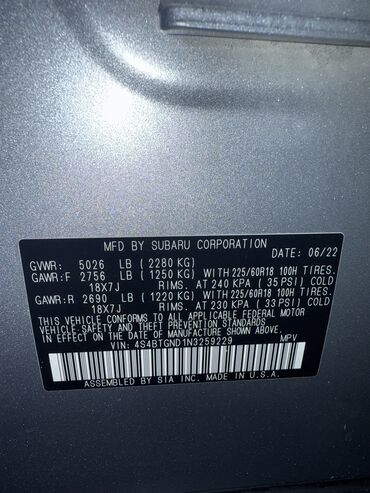 MFD. BY SUBARU CORPORATION DATE: 06/22
GVWR: 5026 LB (2280 KG)
GAWR:F 2756 LB (1250 KG) WITH 225/60R18 100H TIRES.
18X7J RIMS. AT 240 KPA ( 35 PSI) COLD
GAWR:R 2690 LB (1220 KG) WITH 225/60R18 100H TIRES.
18X7J RIMS. AT 230 KPA ( 33 PSI) COLD
THIS VEHICLE CONFORMS TO ALL APPLICABLE FEDERAL MOTOR
VEHICLE SAFETY AND THEFT PREVENTION STANDARDS
IN EFFECT ON THE DATE OF MANUFACTURE SHOWN ABOVE.
VIN: 4S4BTGND1N3259229 MPV
ASSEMBLED BY SIA INC. MADE IN U.S.A.